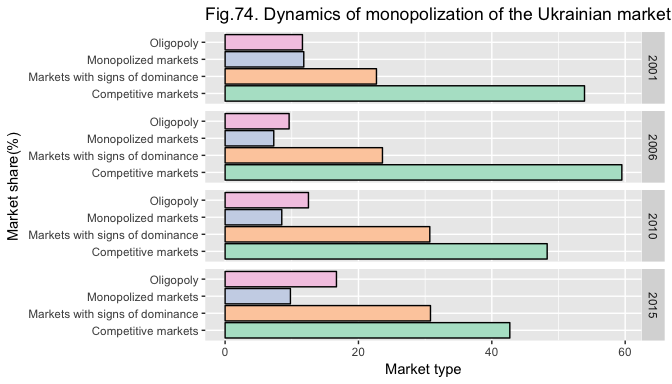 Fig.74. Dynamics of monopolization of the Ukrainian market
Market share(%)
Oligopoly
Monopolized markets
Markets with signs of dominance
Competitive markets
2001
Oligopoly
Monopolized markets
Markets with signs of dominance
Competitive markets
2006
Oligopoly
Monopolized markets
Markets with signs of dominance
Competitive markets
2010
Oligopoly
Monopolized markets
Markets with signs of dominance
Competitive markets
2015
0 20 40 60
Market type